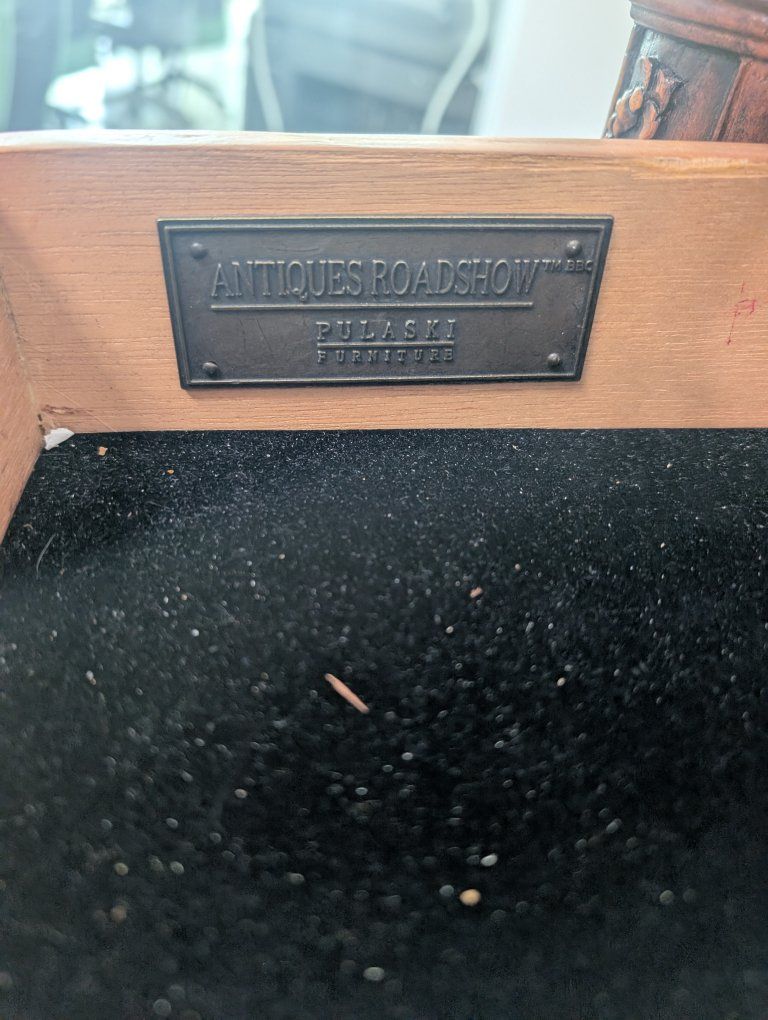 ANTIQUES ROADSHOW™ BBC
PULASKI
FURNITURE